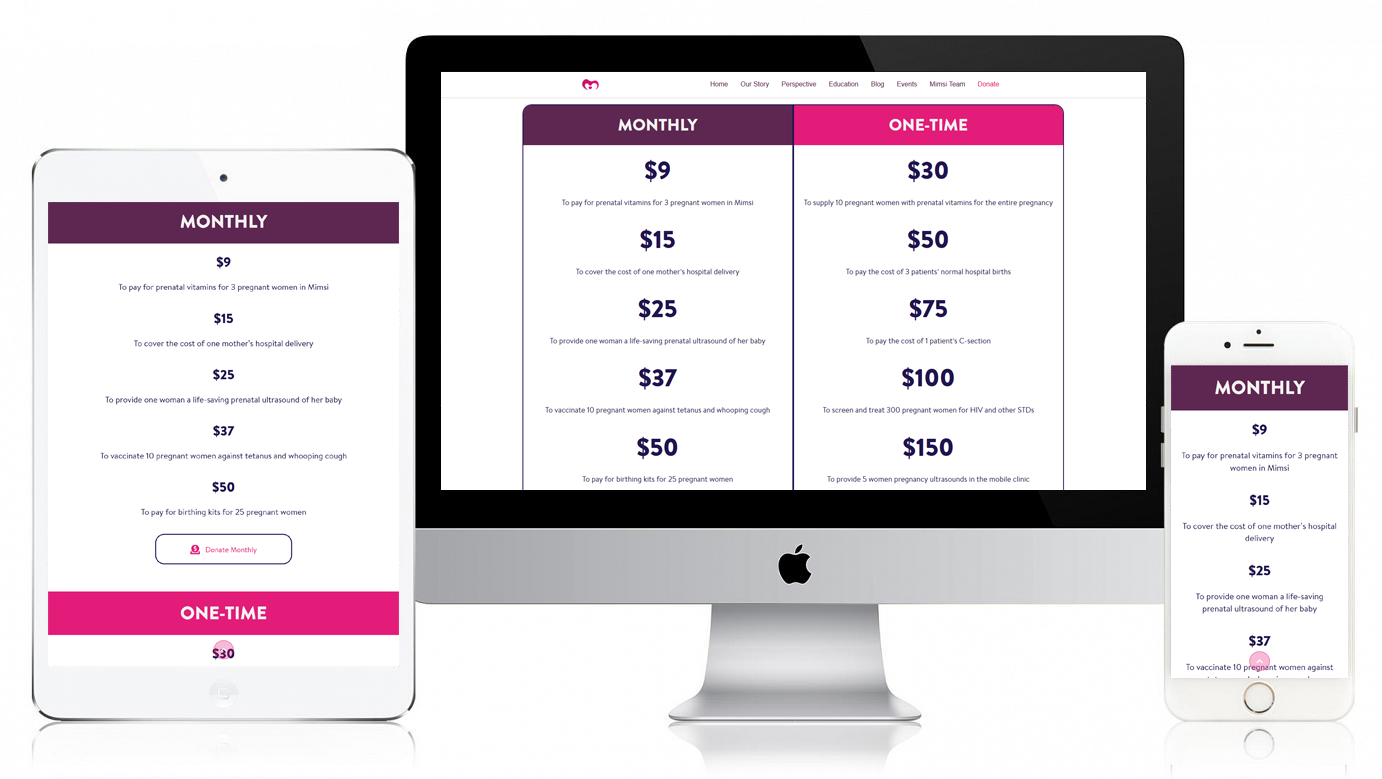 MONTHLY
$9
To pay for prenatal vitamins for 3 pregnant women in Mimsi
$15
To cover the cost of one mother's hospital delivery
$25
To provide one woman a life-saving prenatal ultrasound of her baby
$37
To vaccinate 10 pregnant women against tetanus and whooping cough
$50
To pay for birthing kits for 25 pregnant women
Donate Monthly
ONE-TIME
$30
Home Our Story Perspective Education Blog Events Mimsi Team Donate
MONTHLY
$9
To pay for prenatal vitamins for 3 pregnant women in Mimsi
$15
To cover the cost of one mother's hospital delivery
$25
To provide one woman a life-saving prenatal ultrasound of her baby
$37
To vaccinate 10 pregnant women against tetanus and whooping cough
$50
To pay for birthing kits for 25 pregnant women
ONE-TIME
$30
To supply 10 pregnant women with prenatal vitamins for the entire pregnancy
$50
To pay the cost of 3 patients' normal hospital births
$75
To pay the cost of 1 patient's C-section
$100
To screen and treat 300 pregnant women for HIV and other STDs
$150
To provide 5 women pregnancy ultrasounds in the mobile clinic
MONTHLY
$9
To pay for prenatal vitamins for 3 pregnant
women in Mimsi
$15
To cover the cost of one mother's hospital
delivery
$25
To provide one woman a life-saving
prenatal ultrasound of her baby
$37
To vaccinate 10 pregnant women against